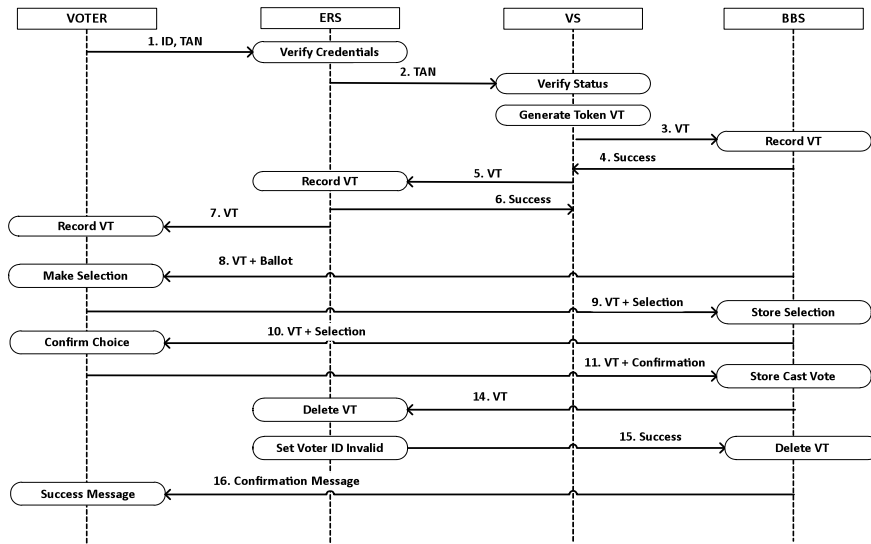 VOTER
ERS
VS
BBS
1. ID, TAN
Verify Credentials
2. TAN
Verify Status
Generate Token VT
3. VT
Record VT
4. Success
5. VT
Record VT
6. Success
7. VT
Record VT
8. VT + Ballot
Make Selection
9. VT + Selection
Store Selection
10. VT + Selection
Confirm Choice
11. VT + Confirmation
Store Cast Vote
14. VT
Delete VT
15. Success
Set Voter ID Invalid
Delete VT
16. Confirmation Message
Success Message